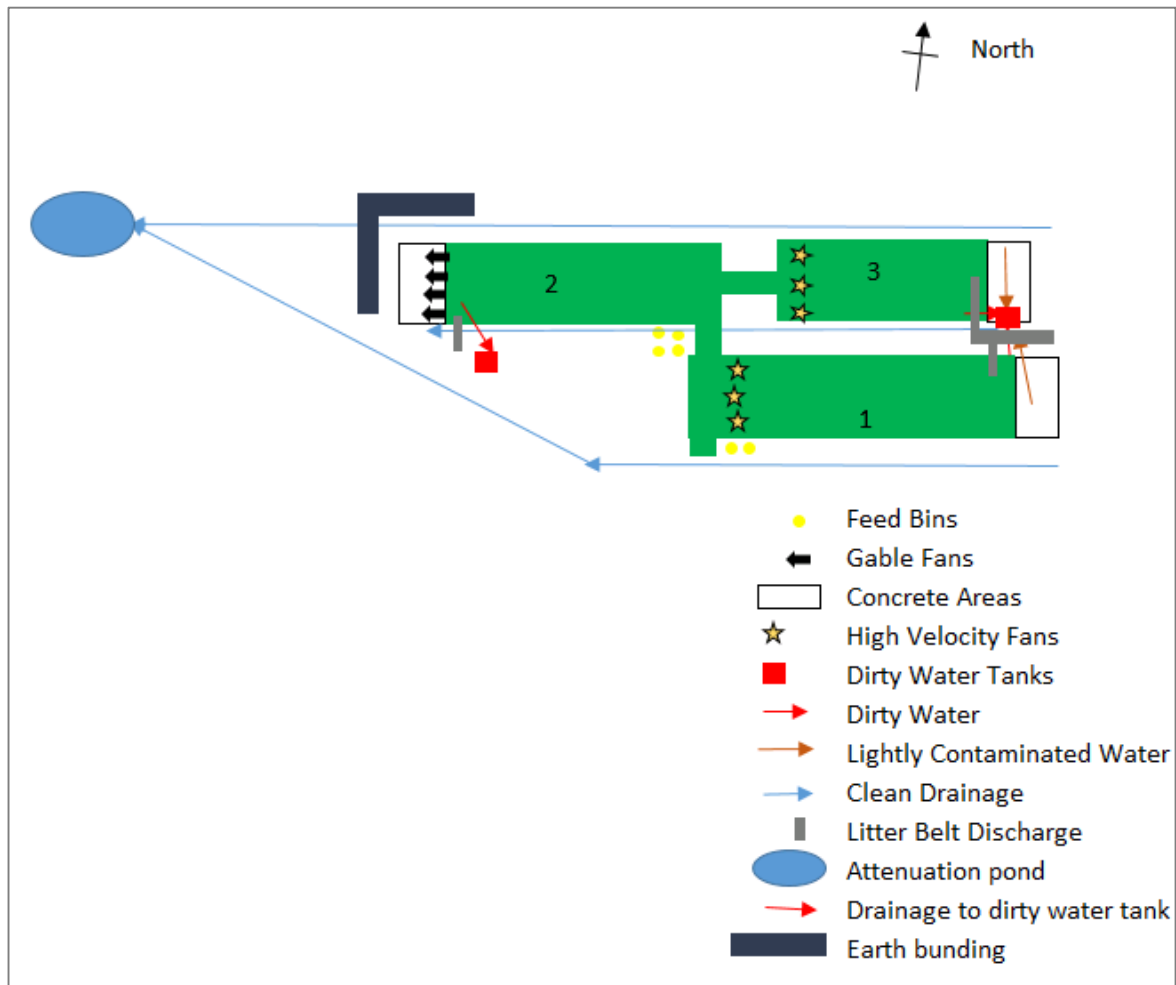 North
2
3
1
Feed Bins
Gable Fans
Concrete Areas
High Velocity Fans
Dirty Water Tanks
Dirty Water
Lightly Contaminated Water
Clean Drainage
Litter Belt Discharge
Attenuation pond
Drainage to dirty water tank
Earth bunding